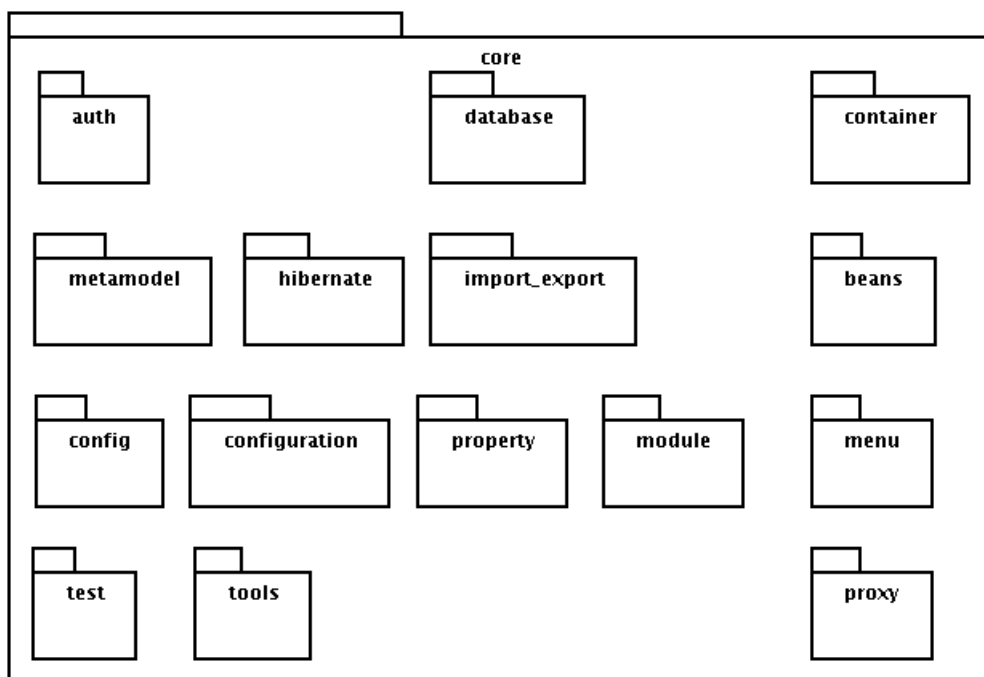 core
auth
database
container
metamodel
hibernate
import_export
beans
config
configuration
property
module
menu
test
tools
proxy